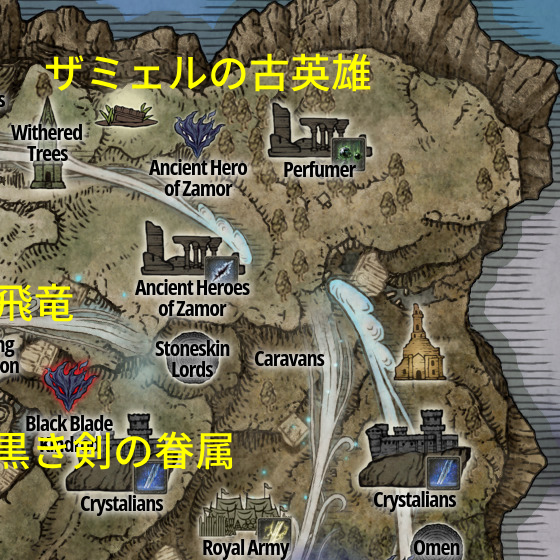 ザミェルの古英雄
Withered
Trees
Ancient Hero
of Zamor
Perfumer
Ancient Heroes
of Zamor
飛竜
Stoneskin
Lords
Caravans
Black Blade
黒き剣の眷属
Crystalians
Crystalians
Royal Army
Omen